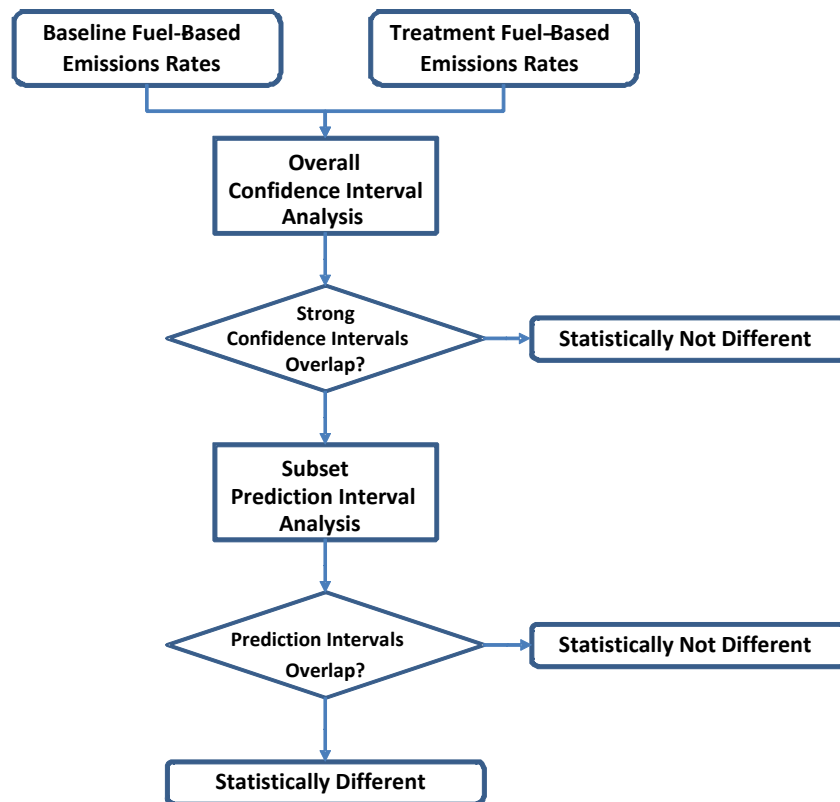 Baseline Fuel-Based
Emissions Rates
Treatment Fuel-Based
Emissions Rates
Overall
Confidence Interval
Analysis
Strong
Confidence Intervals
Overlap?
Statistically Not Different
Subset
Prediction Interval
Analysis
Prediction Intervals
Overlap?
Statistically Not Different
Statistically Different